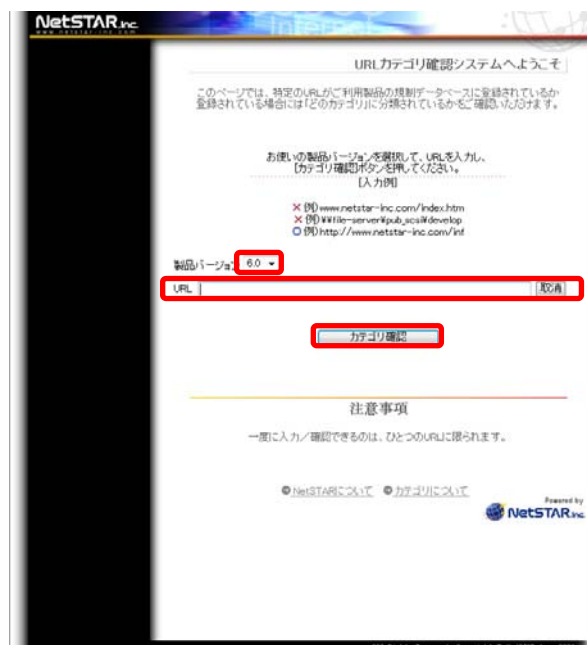 NetSTAR.inc.
www.netstar-inc.com
URLカテゴリ確認システムへようこそ
このページでは、特定のURLがご利用製品の規制データベースに登録されているか
登録されている場合には「どのカテゴリ」に分類されているかをご確認いただけます。
お使いの製品バージョンを選択して、URLを入力し、
[カテゴリ確認]ボタンを押してください。
[入力例]
× 例)www.netstar-inc.com/index.htm
× 例)¥¥file-server¥pub_scsi¥develop
○ 例)http://www.netstar-inc.com/inf
製品バージョン 6.0
URL 取消
カテゴリ確認
注意事項
一度に入力/確認できるのは、ひとつのURLに限られます。
NetSTARについて カテゴリについて
Powered by
NetSTAR.inc.